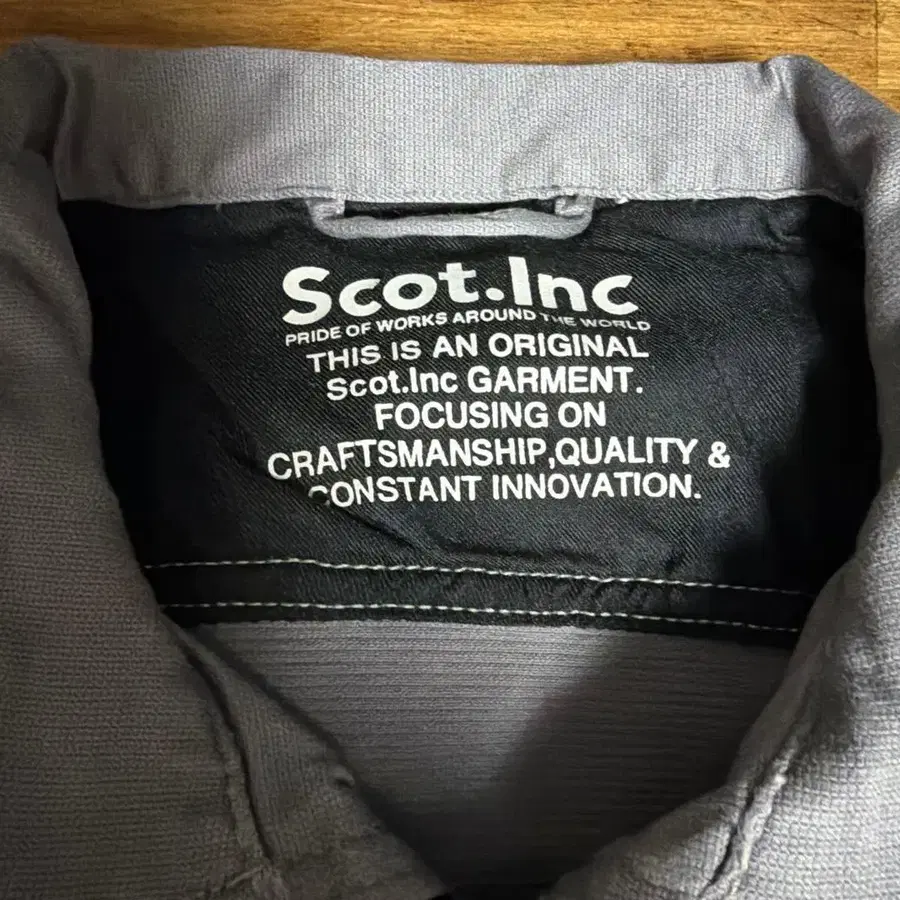 Scot.Inc
PRIDE OF WORKS AROUND THE WORLD
THIS IS AN ORIGINAL
Scot.Inc GARMENT.
FOCUSING ON
CRAFTSMANSHIP,QUALITY &
CONSTANT INNOVATION.